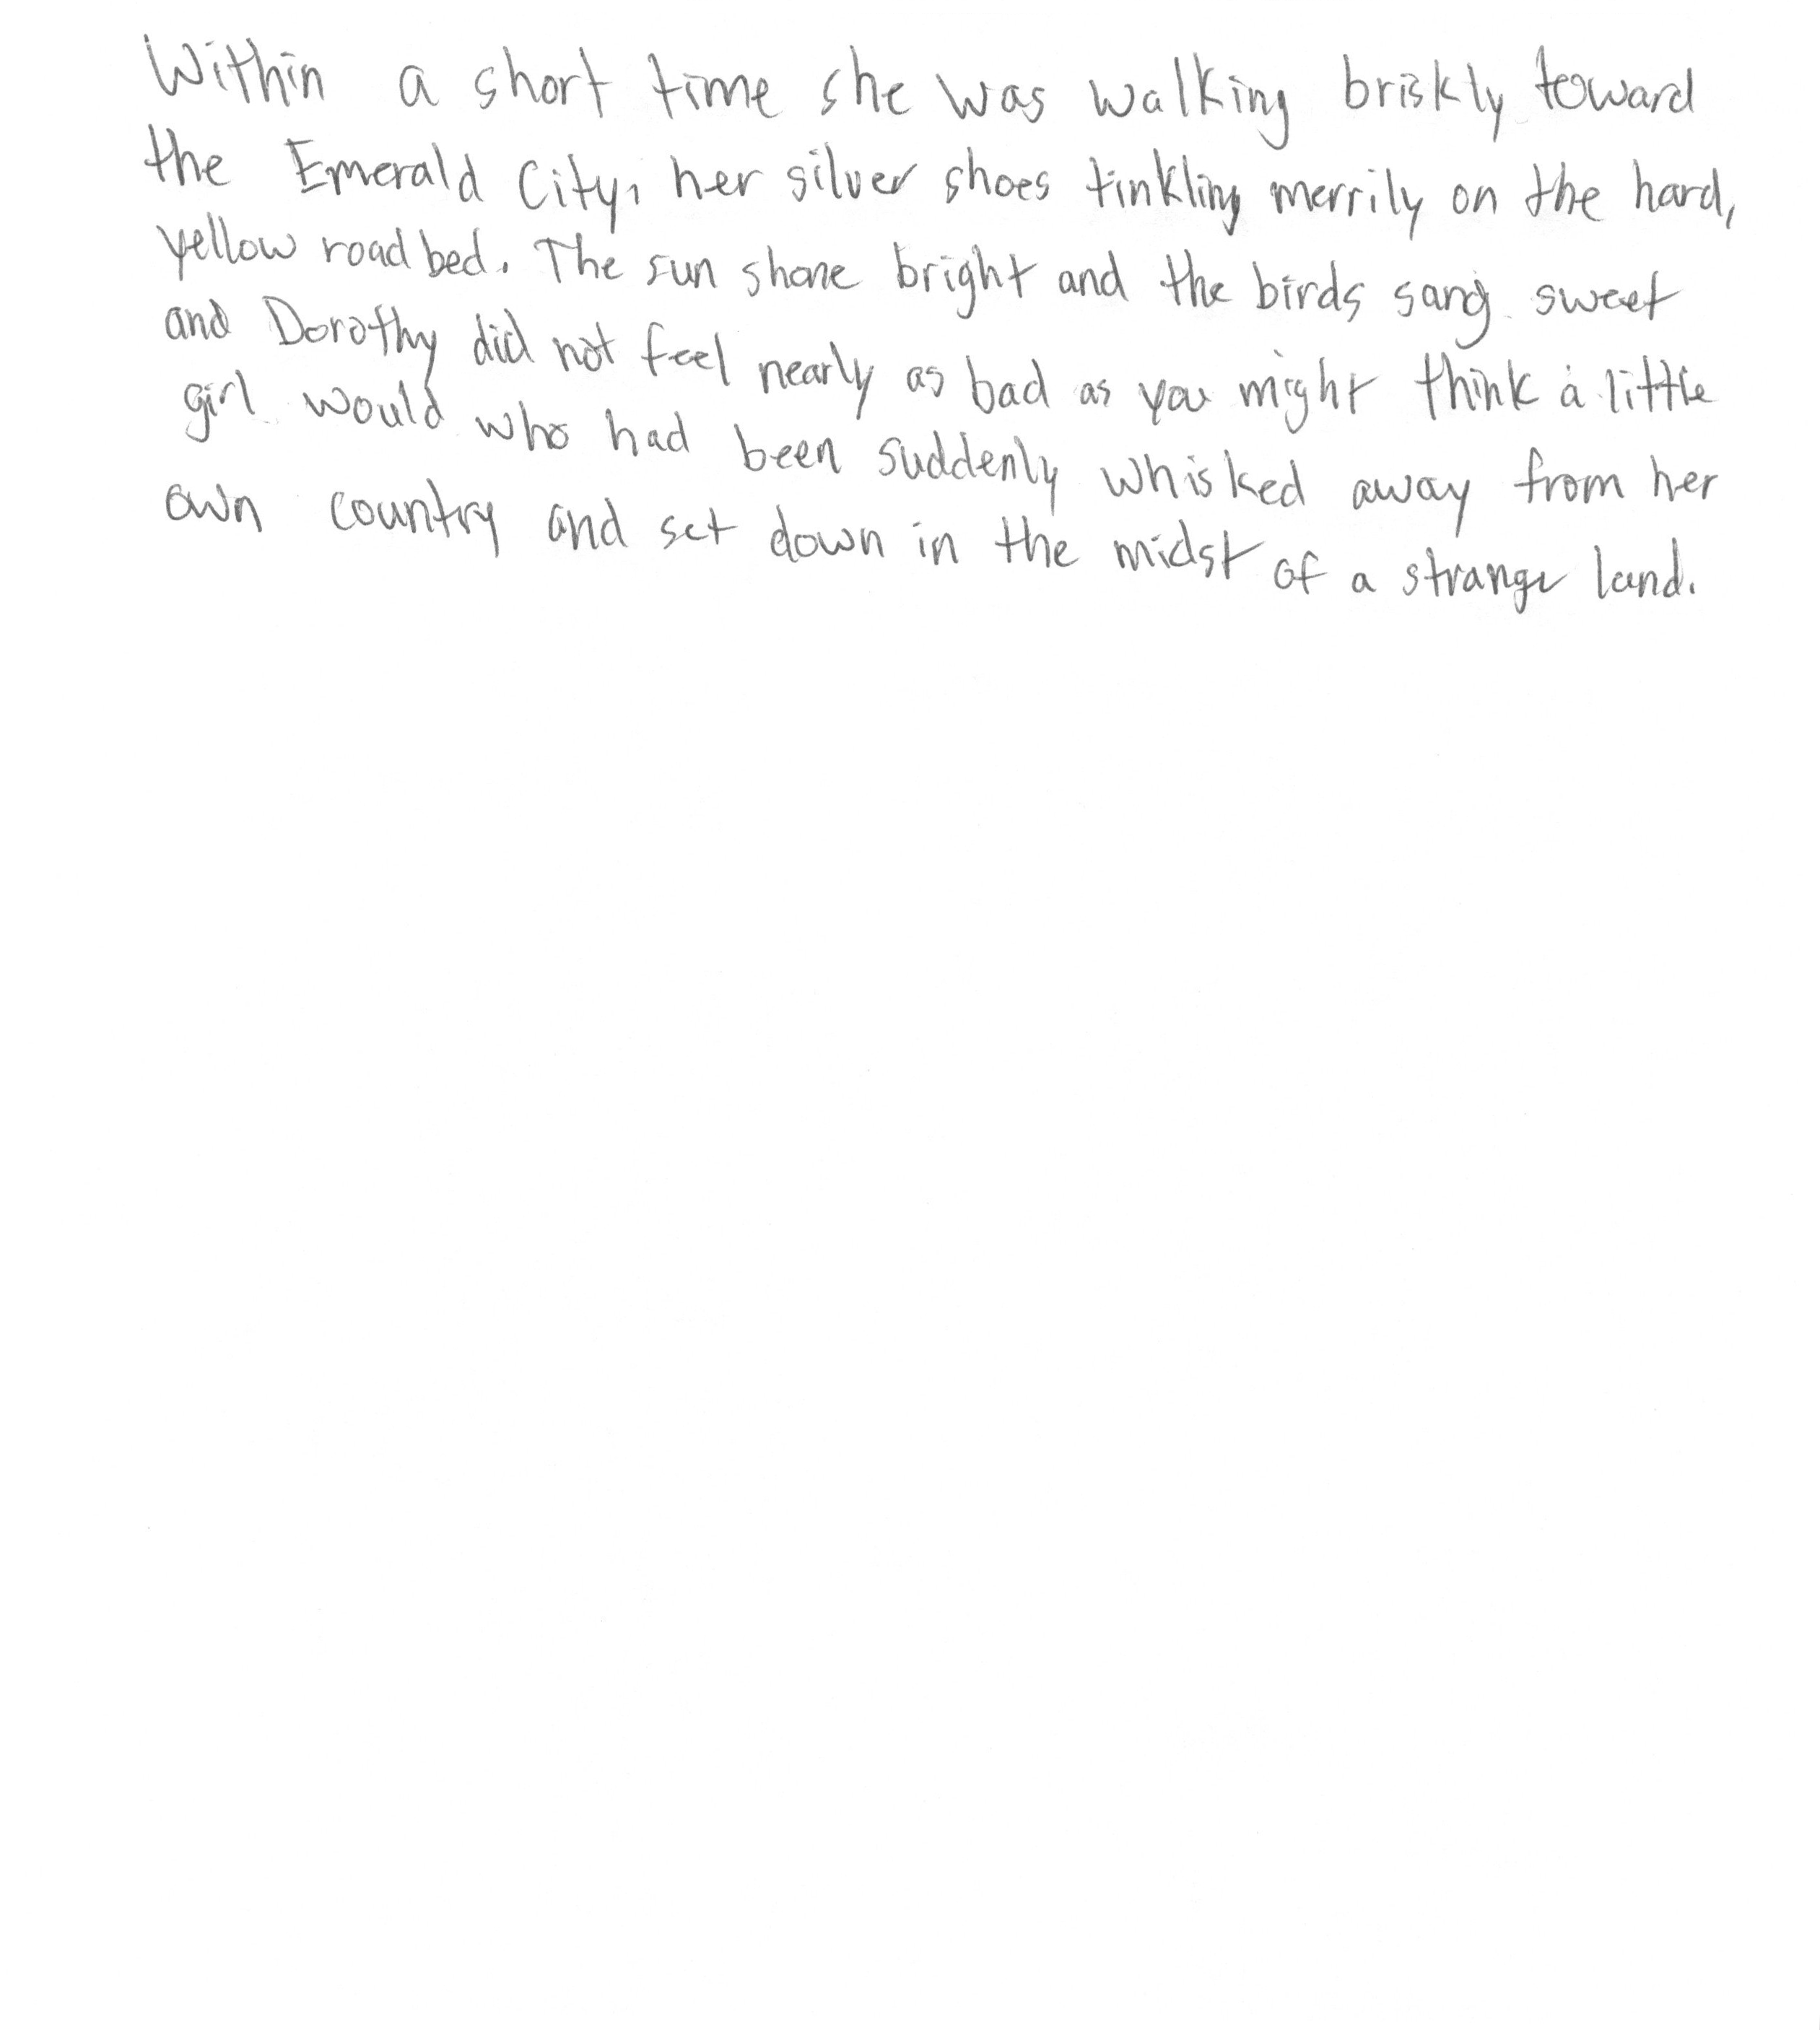 Within a short time she was walking briskly toward
the Emerald City, her silver shoes tinkling merrily on the hard,
yellow road bed. The sun shone bright and the birds sang sweet
and Dorothy did not feel nearly as bad as you might think a little
girl would who had been suddenly whisked away from her
own country and set down in the midst of a strange land.